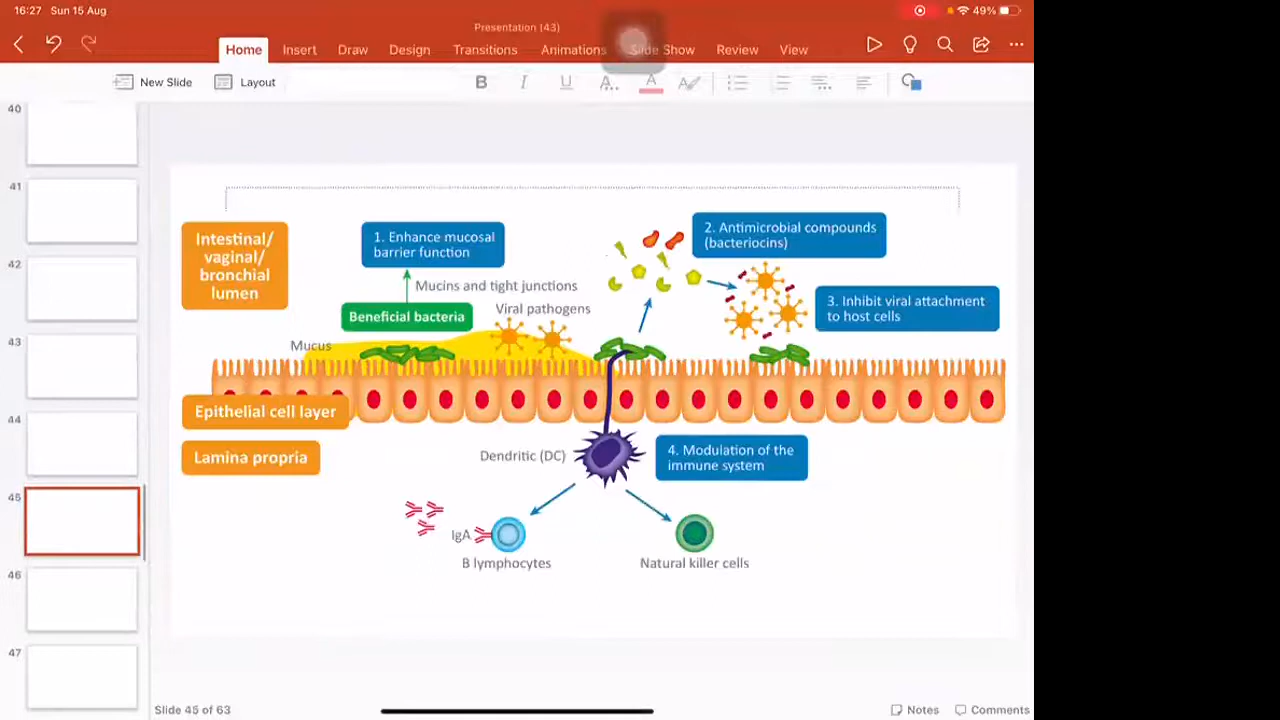 16:27 Sun 15 Aug
49%
Presentation (43)
Home Insert Draw Design Transitions Animations Slide Show Review View
New Slide Layout
B I U A A
40
41
42
43
44
45
46
47
Intestinal/
vaginal/
bronchial
lumen
1. Enhance mucosal
barrier function
2. Antimicrobial compounds
(bacteriocins)
Mucins and tight junctions
Beneficial bacteria
Viral pathogens
3. Inhibit viral attachment
to host cells
Mucus
Epithelial cell layer
Lamina propria
Dendritic (DC)
4. Modulation of the
immune system
IgA
B lymphocytes
Natural killer cells
Slide 45 of 63
Notes Comments